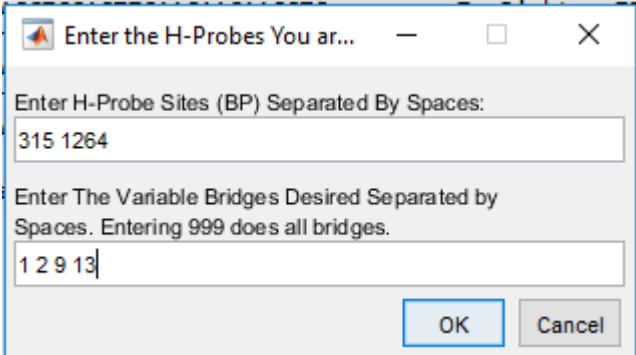 Enter the H-Probes You ar...
Enter H-Probe Sites (BP) Separated By Spaces:
315 1264
Enter The Variable Bridges Desired Separated by
Spaces. Entering 999 does all bridges.
1 2 9 13
OK Cancel